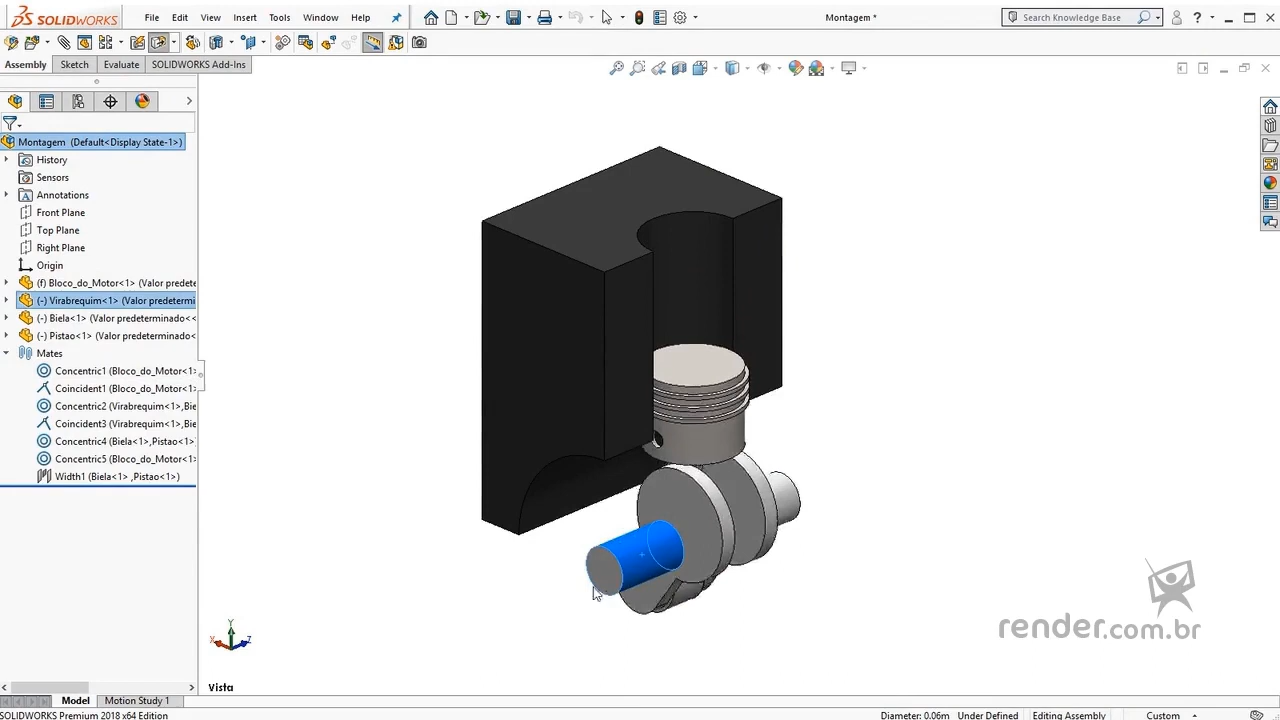 SOLIDWORKS File Edit View Insert Tools Window Help Montagem * Search Knowledge Base
Assembly Sketch Evaluate SOLIDWORKS Add-Ins
Montagem (Default<Display State-1>)
History
Sensors
Annotations
Front Plane
Top Plane
Right Plane
Origin
(f) Bloco_do_Motor<1> (Valor predete
(-) Virabrequim<1> (Valor predetermi
(-) Biela<1> (Valor predeterminado<<
(-) Pistao<1> (Valor predeterminado<
Mates
Concentric1 (Bloco_do_Motor<1>
Coincident1 (Bloco_do_Motor<1>
Concentric2 (Virabrequim<1>,Bie
Coincident3 (Virabrequim<1>,Bie
Concentric4 (Biela<1>,Pistao<1>)
Concentric5 (Bloco_do_Motor<1>
Width1 (Biela<1> ,Pistao<1>)
render.com.br
Y
X Z
Vista
Model Motion Study 1
SOLIDWORKS Premium 2018 x64 Edition Diameter: 0.06m Under Defined Editing Assembly Custom